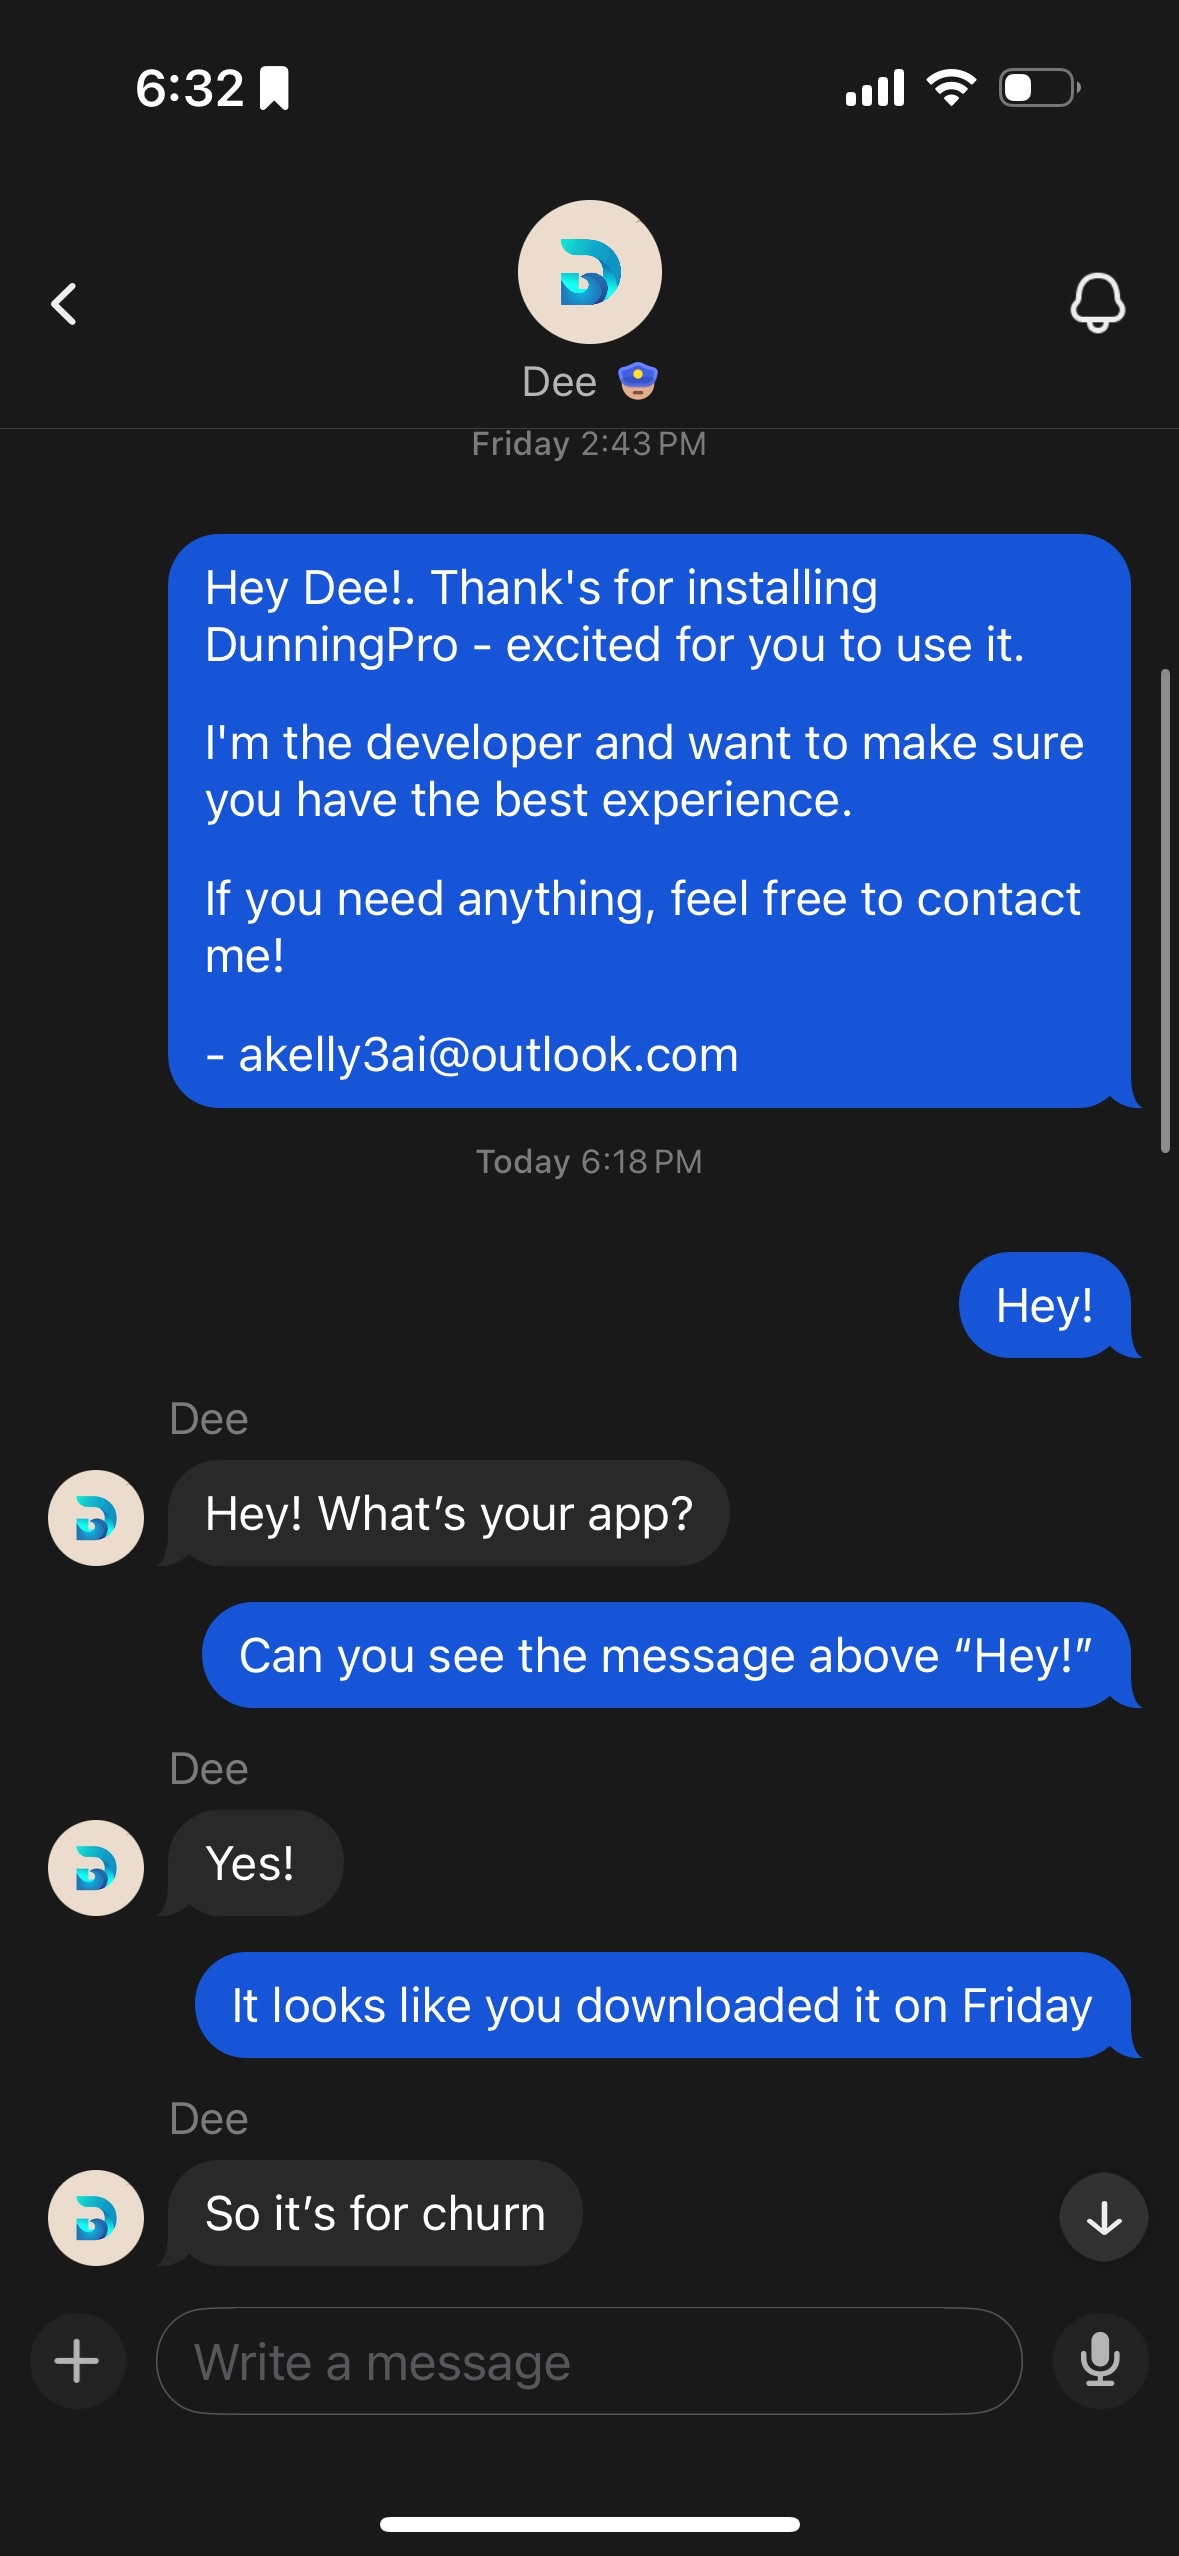 6:32
Dee
Friday 2:43 PM
Hey Dee!. Thank's for installing
DunningPro - excited for you to use it.
I'm the developer and want to make sure
you have the best experience.
If you need anything, feel free to contact
me!
- akelly3ai@outlook.com
Today 6:18 PM
Hey!
Dee
Hey! What’s your app?
Can you see the message above “Hey!”
Dee
Yes!
It looks like you downloaded it on Friday
Dee
So it’s for churn
Write a message